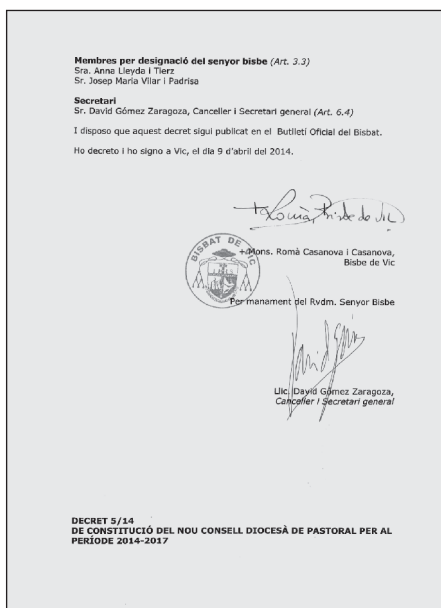 Membres per designació del senyor bisbe (Art. 3.3)
Sra. Anna Lleyda i Tierz
Sr. Josep Maria Vilar i Padrisa
Secretari
Sr. David Gómez Zaragoza, Canceller i Secretari general (Art. 6.4)
I disposo que aquest decret sigui publicat en el Butlletí Oficial del Bisbat.
Ho decreto i ho signo a Vic, el dia 9 d'abril del 2014.
+Romà, Bisbe de Vic
BISBAT DE VIC
+Mons. Romà Casanova i Casanova,
Bisbe de Vic
Per manament del Rvdm. Senyor Bisbe
Llic. David Gómez Zaragoza,
Canceller i Secretari general
DECRET 5/14
DE CONSTITUCIÓ DEL NOU CONSELL DIOCESÀ DE PASTORAL PER AL
PERÍODE 2014-2017